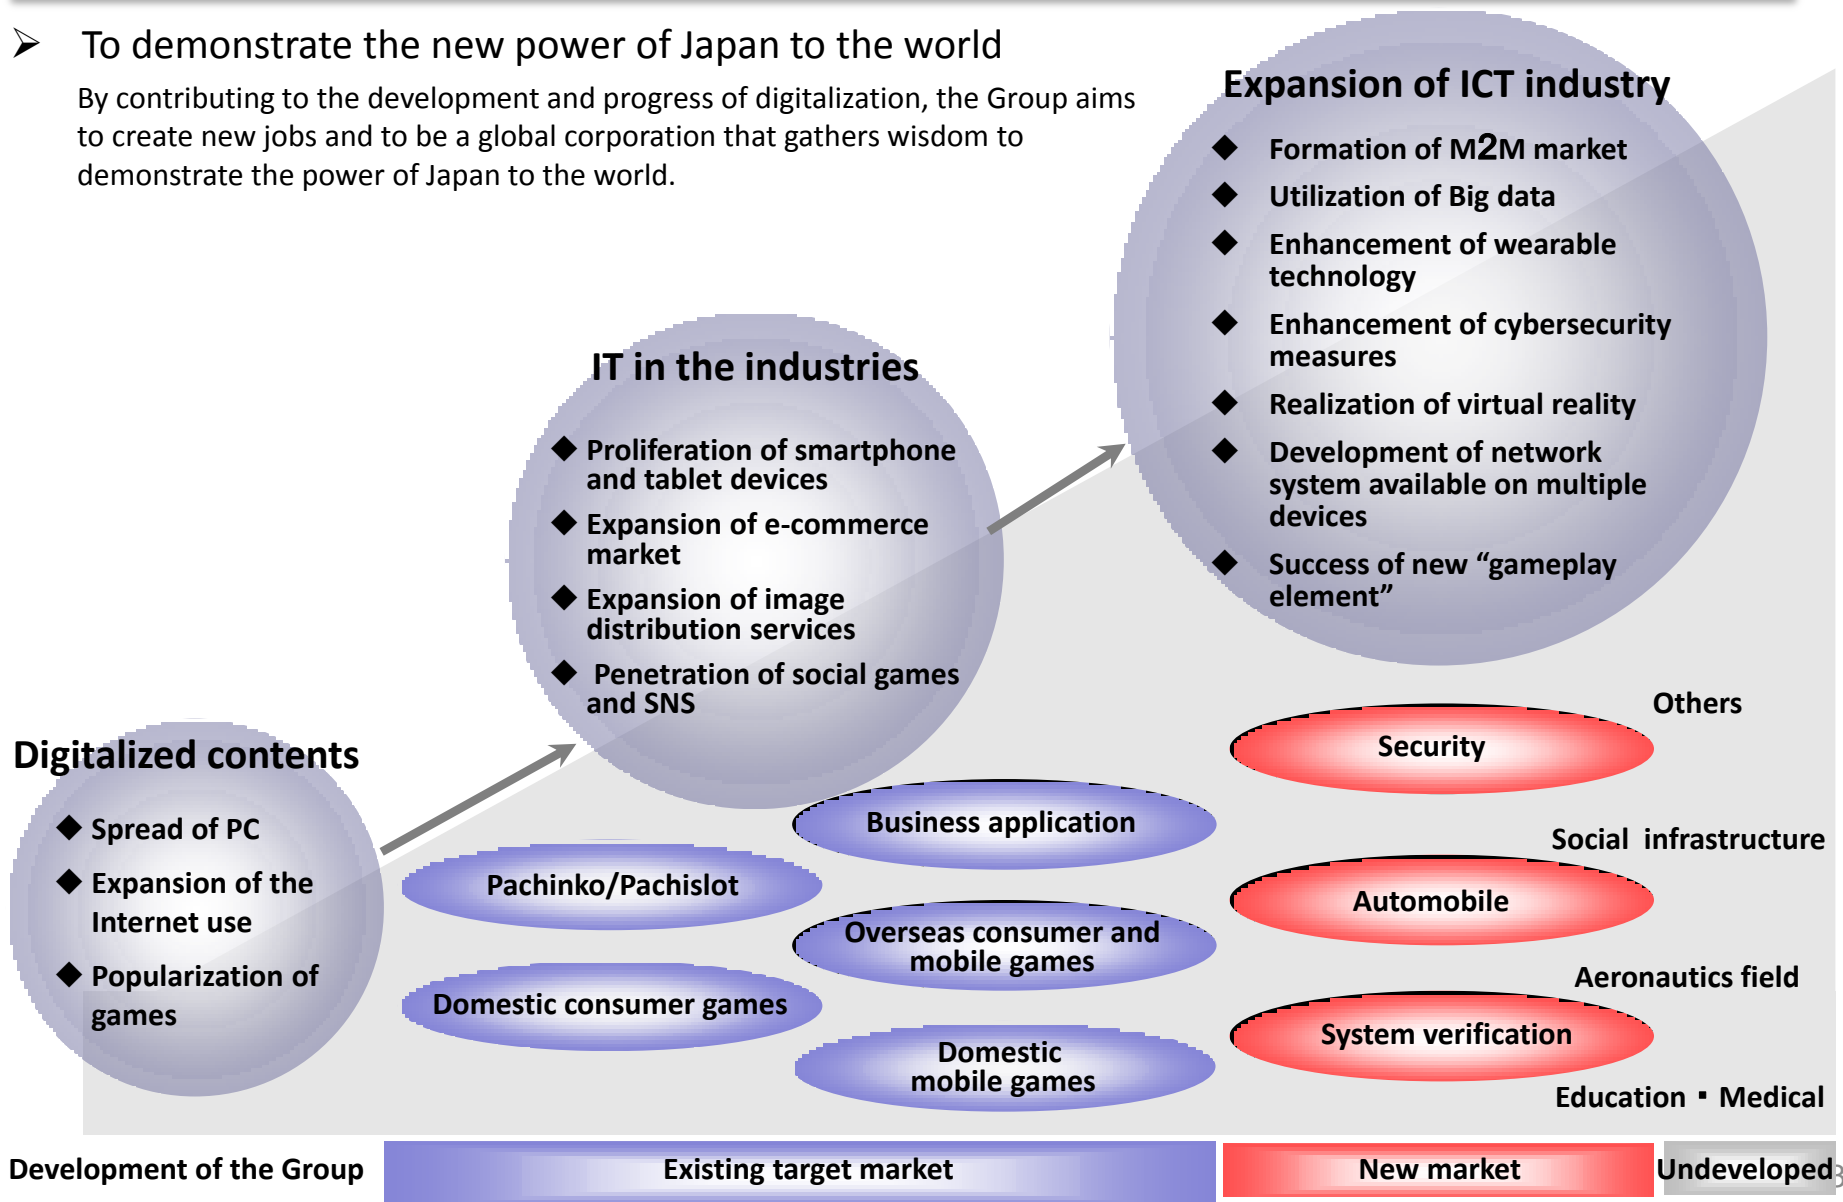 To demonstrate the new power of Japan to the world
By contributing to the development and progress of digitalization, the Group aims
to create new jobs and to be a global corporation that gathers wisdom to
demonstrate the power of Japan to the world.
Expansion of ICT industry
Formation of M2M market
Utilization of Big data
Enhancement of wearable
technology
Enhancement of cybersecurity
measures
Realization of virtual reality
Development of network
system available on multiple
devices
Success of new “gameplay
element”
IT in the industries
Proliferation of smartphone
and tablet devices
Expansion of e-commerce
market
Expansion of image
distribution services
Penetration of social games
and SNS
Digitalized contents
Spread of PC
Expansion of the
Internet use
Popularization of
games
Pachinko/Pachislot
Domestic consumer games
Business application
Overseas consumer and
mobile games
Domestic
mobile games
Security
Automobile
System verification
Others
Social infrastructure
Aeronautics field
Education ▪ Medical
Development of the Group
Existing target market
New market
Undeveloped